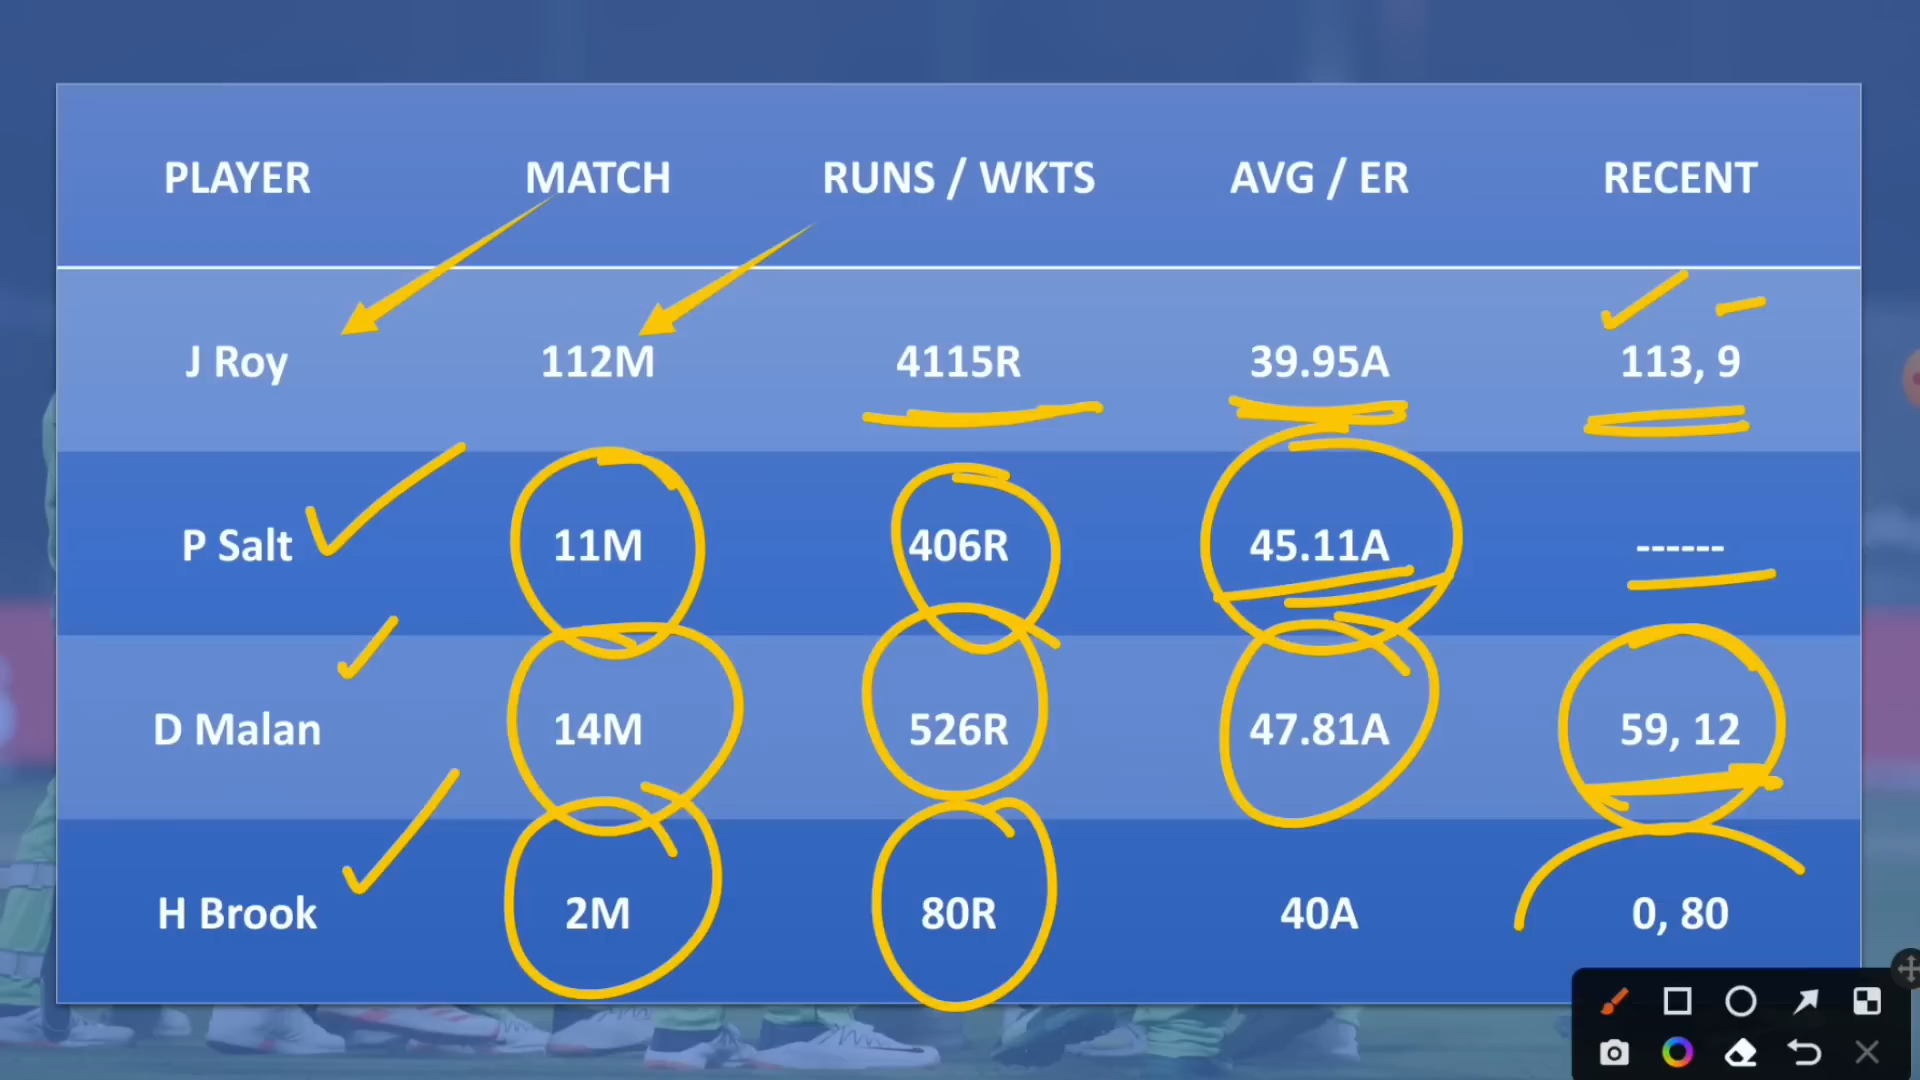 PLAYER MATCH RUNS / WKTS AVG / ER RECENT
J Roy 112M 4115R 39.95A 113, 9
P Salt 11M 406R 45.11A ------
D Malan 14M 526R 47.81A 59, 12
H Brook 2M 80R 40A 0, 80